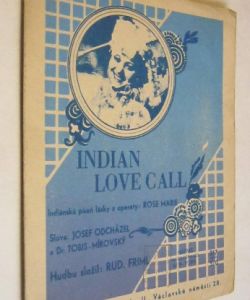 INDIAN
LOVE CALL
Indiánská píseň lásky z operety: ROSE MARIE
Slova: JOSEF ODCHÁZEL
a Dr. TOBIS-MÍROVSKÝ
Hudbu složil: RUD. FRIML
Václavské náměstí 28.